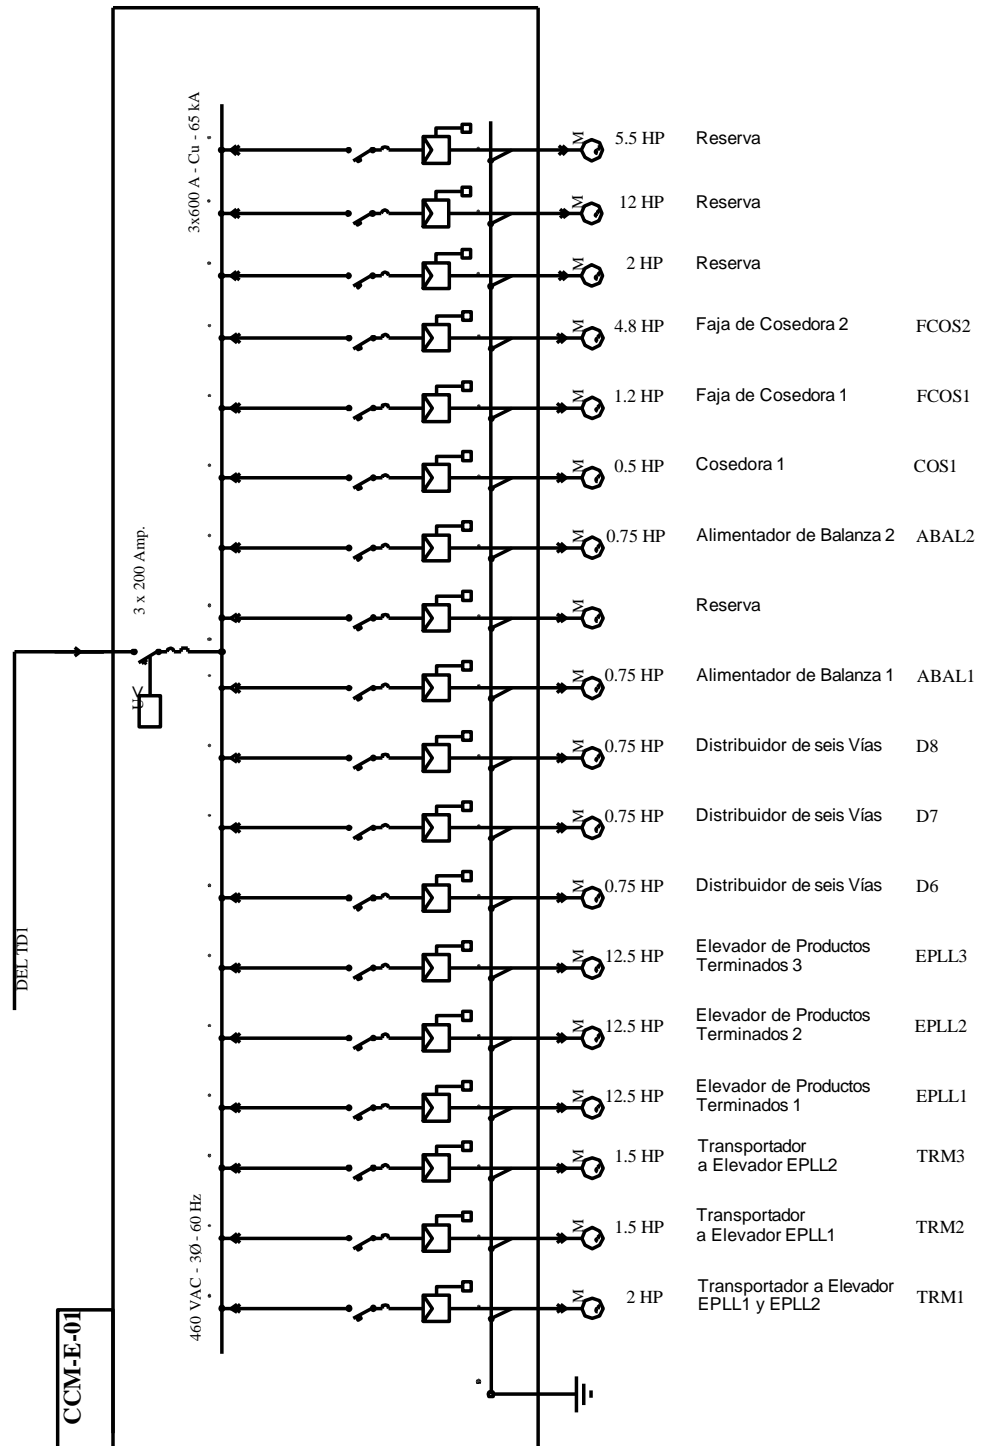 3x600 A - Cu - 65 kA
M
5.5 HP Reserva
M
12 HP Reserva
M
2 HP Reserva
M
4.8 HP Faja de Cosedora 2 FCOS2
M
1.2 HP Faja de Cosedora 1 FCOS1
M
0.5 HP Cosedora 1 COS1
M
0.75 HP Alimentador de Balanza 2 ABAL2
3 x 200 Amp.
M
Reserva
U<
M
0.75 HP Alimentador de Balanza 1 ABAL1
M
0.75 HP Distribuidor de seis Vías D8
M
0.75 HP Distribuidor de seis Vías D7
M
0.75 HP Distribuidor de seis Vías D6
DEL TD1
M
12.5 HP Elevador de Productos
Terminados 3 EPLL3
M
12.5 HP Elevador de Productos
Terminados 2 EPLL2
M
12.5 HP Elevador de Productos
Terminados 1 EPLL1
M
1.5 HP Transportador
a Elevador EPLL2 TRM3
M
1.5 HP Transportador
a Elevador EPLL1 TRM2
460 VAC - 3Ø - 60 Hz
M
2 HP Transportador a Elevador
EPLL1 y EPLL2 TRM1
CCM-E-01